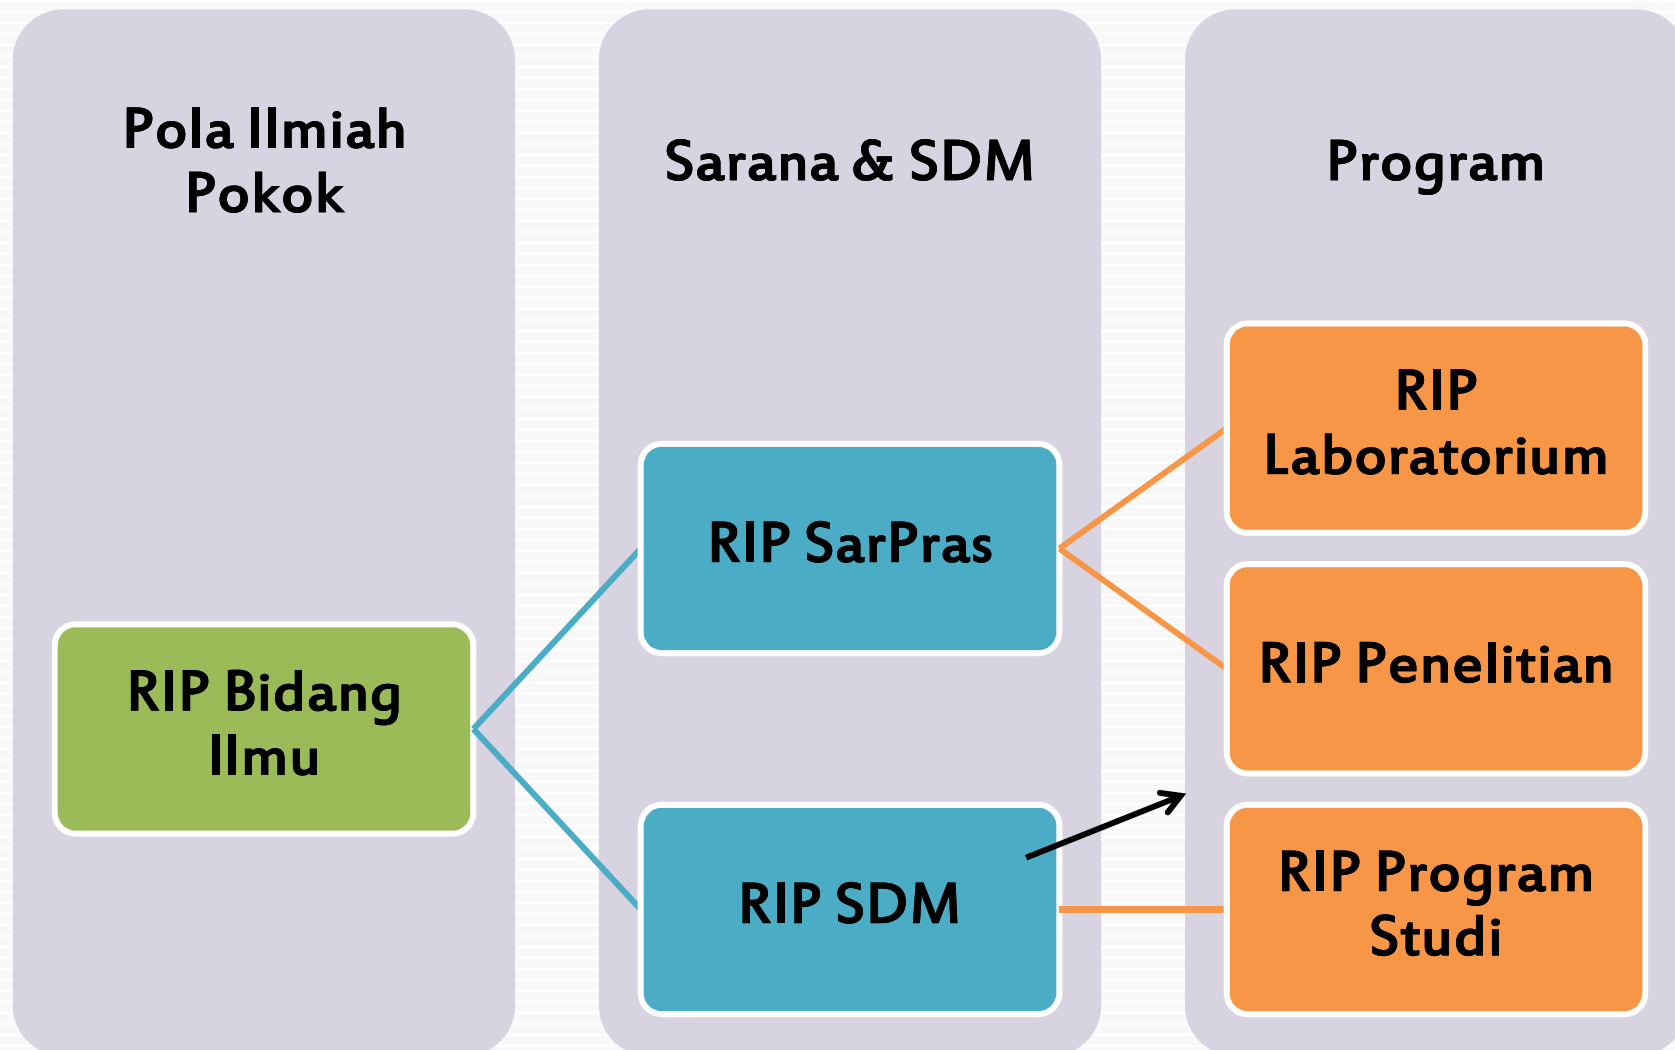 Pola Ilmiah
Pokok
Sarana & SDM
Program
RIP Bidang
Ilmu
RIP SarPras
RIP SDM
RIP
Laboratorium
RIP Penelitian
RIP Program
Studi